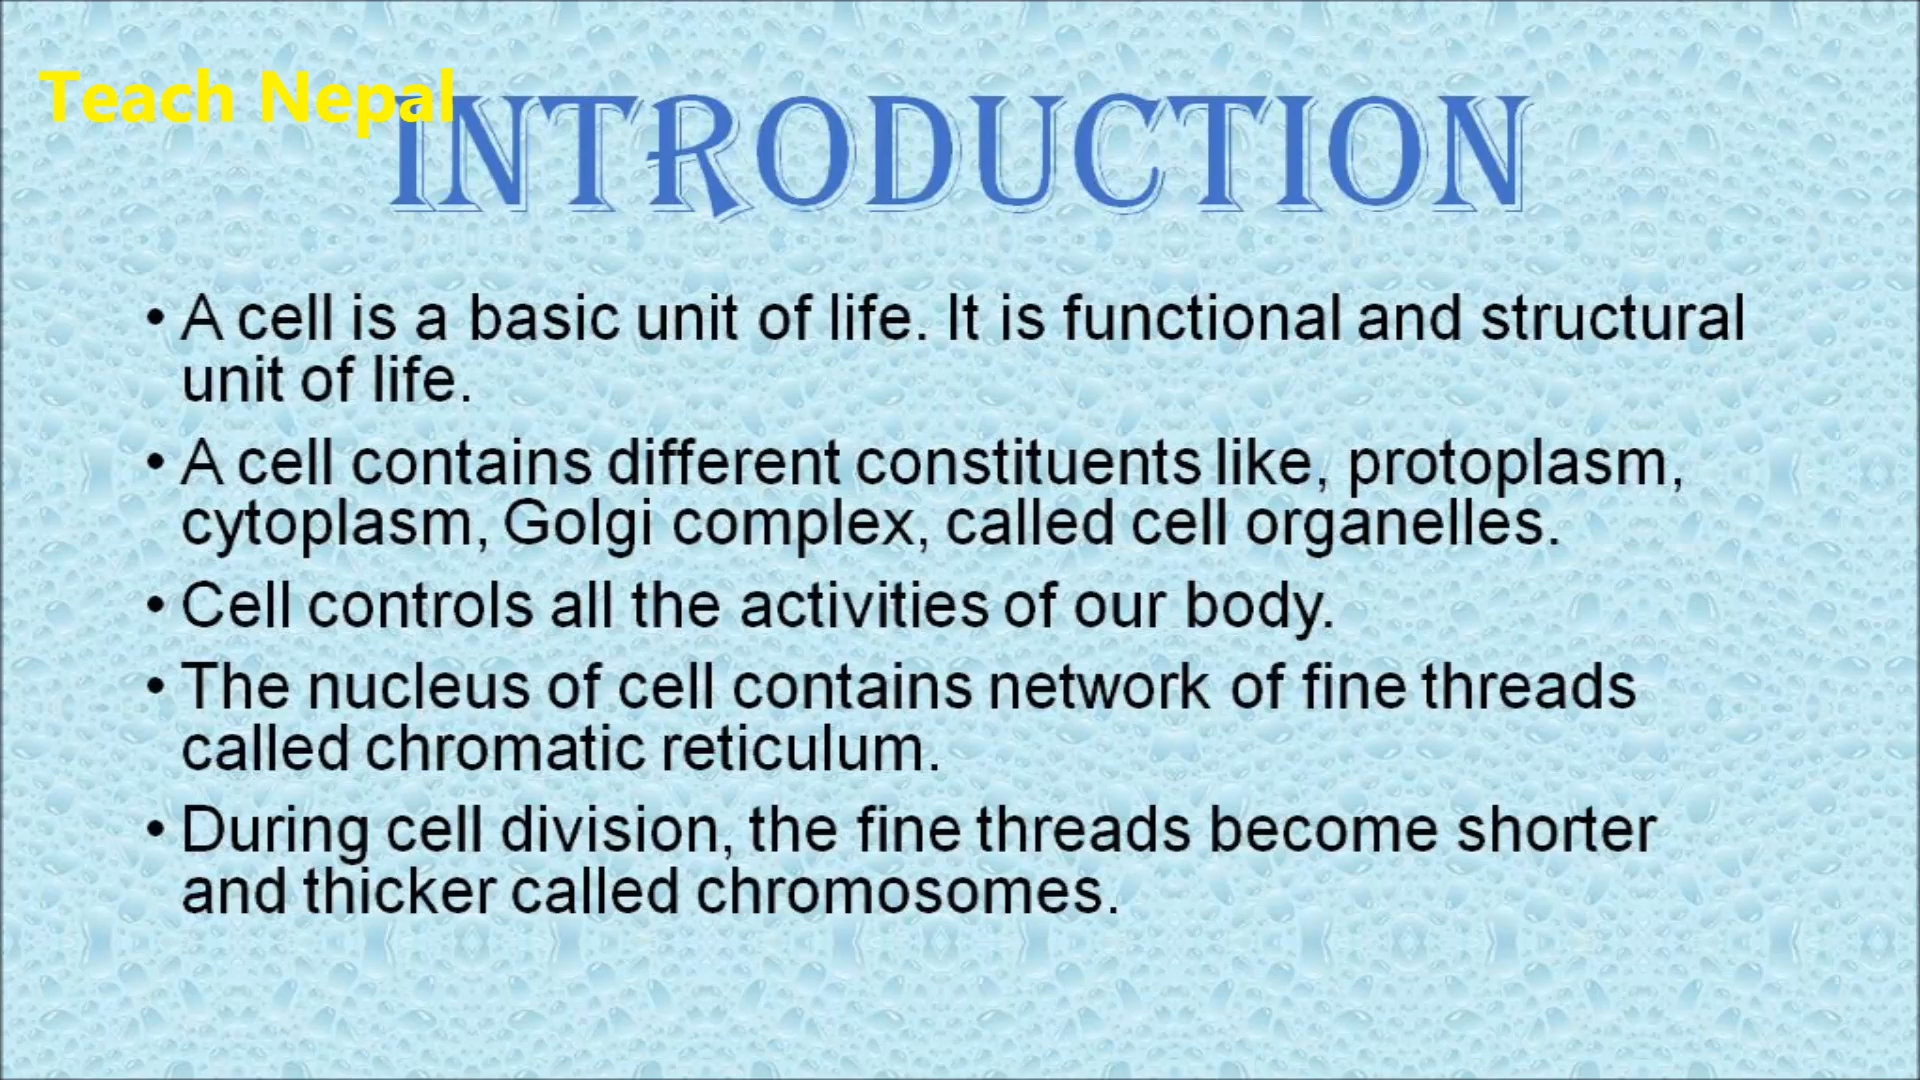 Teach Nepal
INTRODUCTION
• A cell is a basic unit of life. It is functional and structural
unit of life.
• A cell contains different constituents like, protoplasm,
cytoplasm, Golgi complex, called cell organelles.
• Cell controls all the activities of our body.
• The nucleus of cell contains network of fine threads
called chromatic reticulum.
• During cell division, the fine threads become shorter
and thicker called chromosomes.